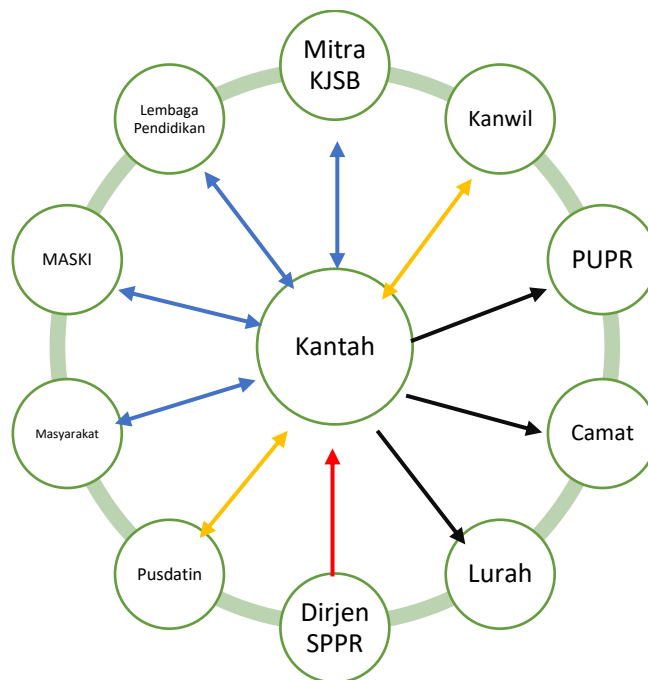 Mitra
KJSB
Kanwil
PUPR
Camat
Lurah
Dirjen
SPPR
Pusdatin
Masyarakat
MASKI
Lembaga
Pendidikan
Kantah